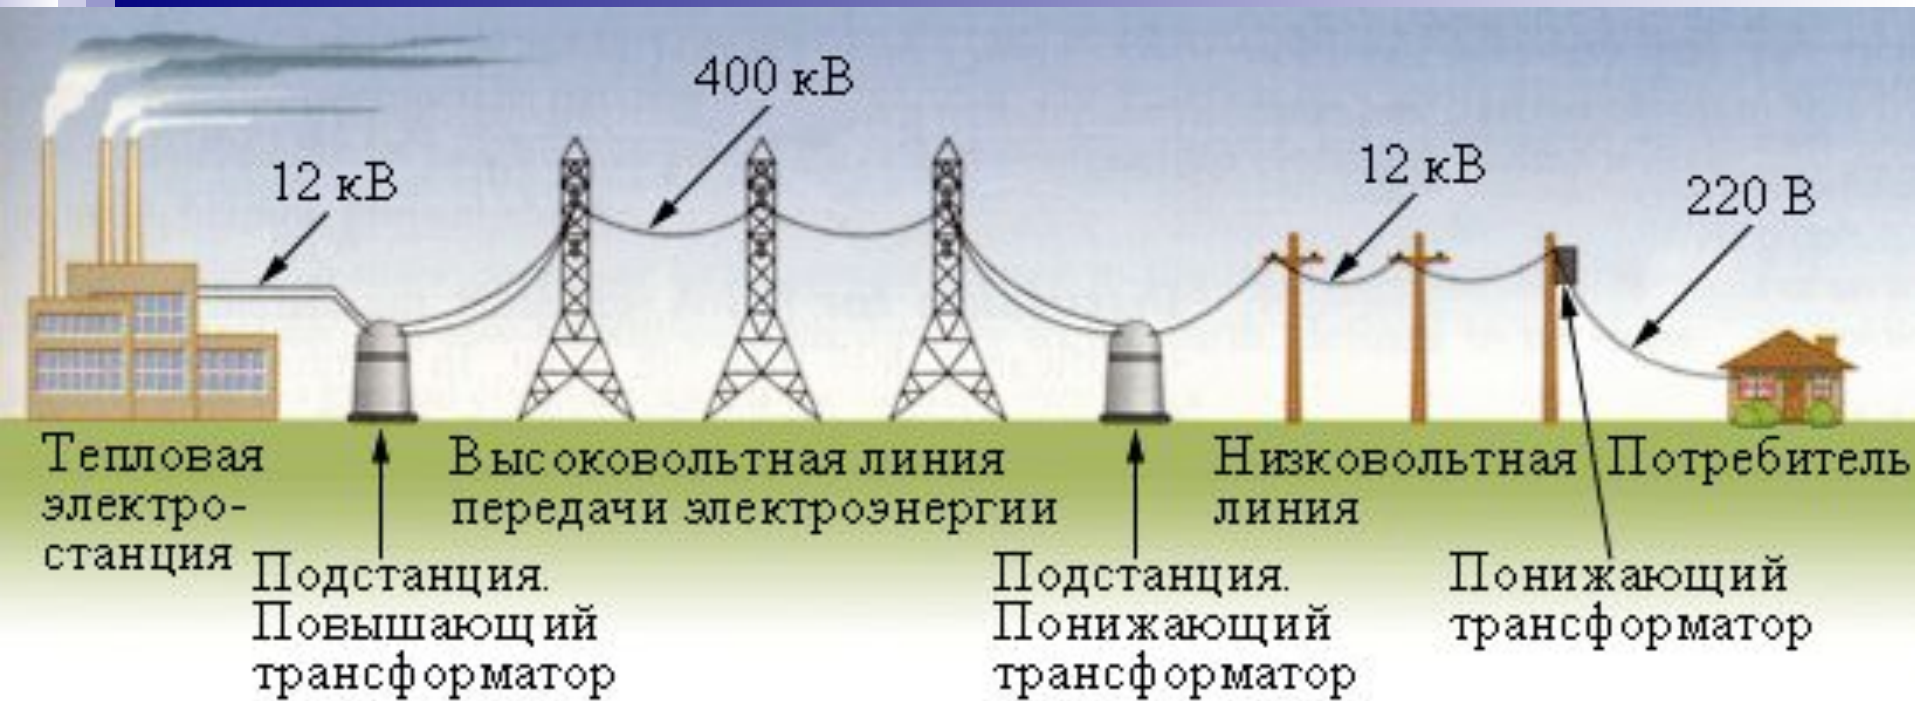 400 кВ
12 кВ
12 кВ
220 В
Тепловая
электро-
станция
Подстанция.
Повышающий
трансформатор
Высоковольтная линия
передачи электроэнергии
Подстанция.
Понижающий
трансформатор
Низковольтная
линия
Понижающий
трансформатор
Потребитель